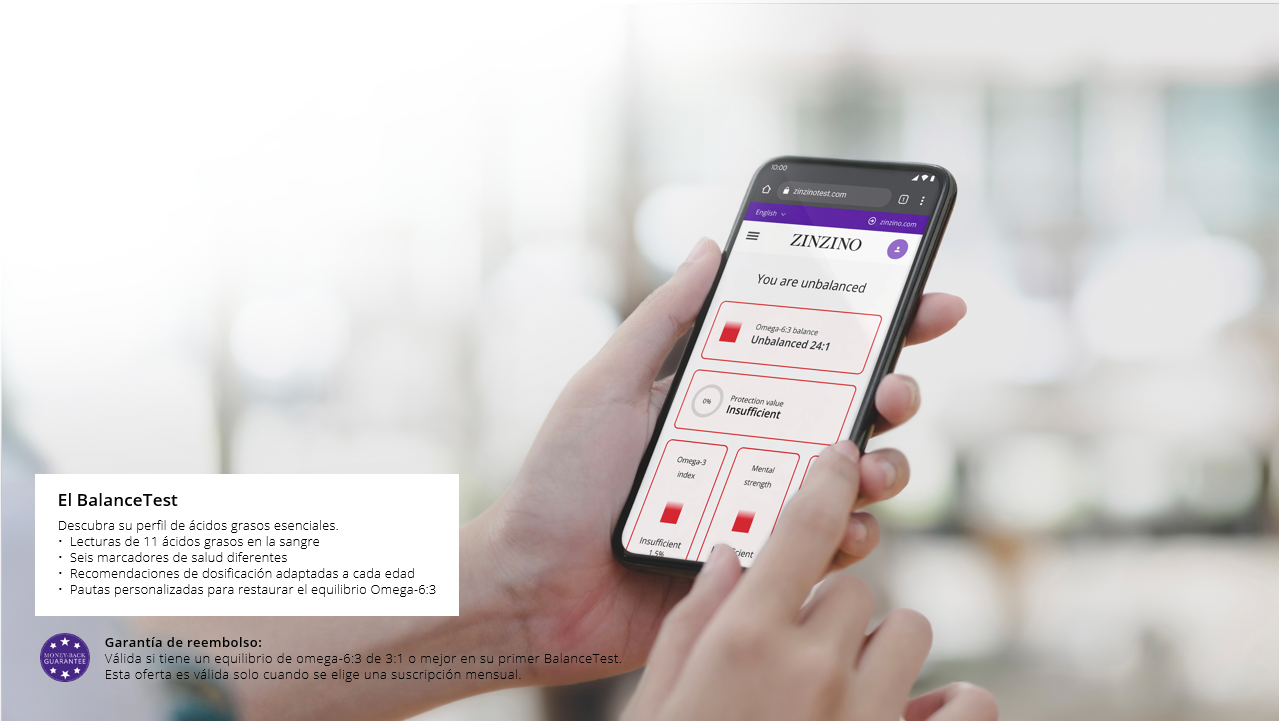 10:00
zinzinotest.com
English
zinzino.com
ZINZINO
You are unbalanced
Omega-6:3 balance
Unbalanced 24:1
0%
Protection value
Insufficient
Omega-3
index
Mental
strength
Insufficient
1.5%
El BalanceTest
Descubra su perfil de ácidos grasos esenciales.
• Lecturas de 11 ácidos grasos en la sangre
• Seis marcadores de salud diferentes
• Recomendaciones de dosificación adaptadas a cada edad
• Pautas personalizadas para restaurar el equilibrio Omega-6:3
MONEY-BACK
GUARANTEE
Garantía de reembolso:
Válida si tiene un equilibrio de omega-6:3 de 3:1 o mejor en su primer BalanceTest.
Esta oferta es válida solo cuando se elige una suscripción mensual.